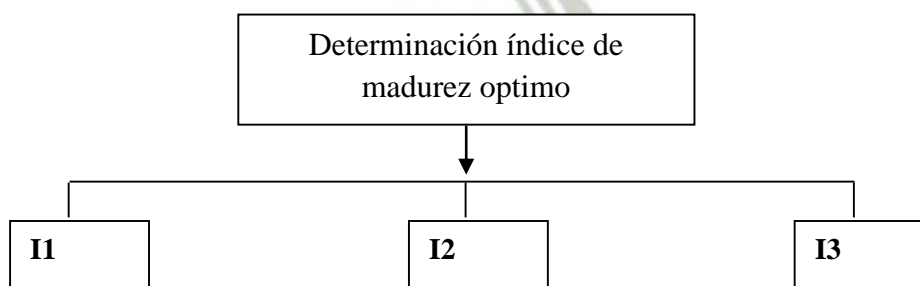 Determinación índice de
madurez optimo
I1
I2
I3